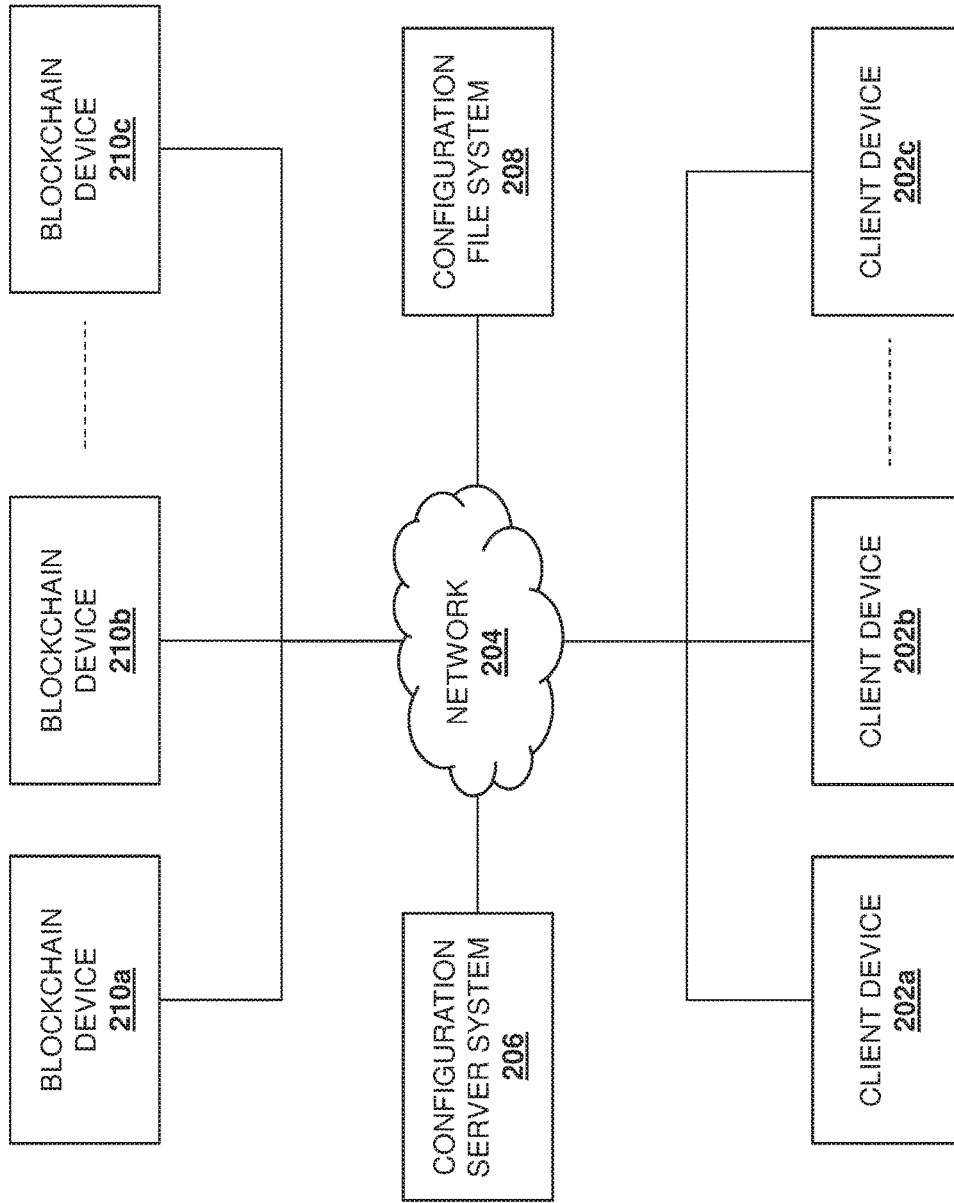 BLOCKCHAIN
DEVICE
210a
BLOCKCHAIN
DEVICE
210b
BLOCKCHAIN
DEVICE
210c
CONFIGURATION
SERVER SYSTEM
206
NETWORK
204
CONFIGURATION
FILE SYSTEM
208
CLIENT DEVICE
202a
CLIENT DEVICE
202b
CLIENT DEVICE
202c